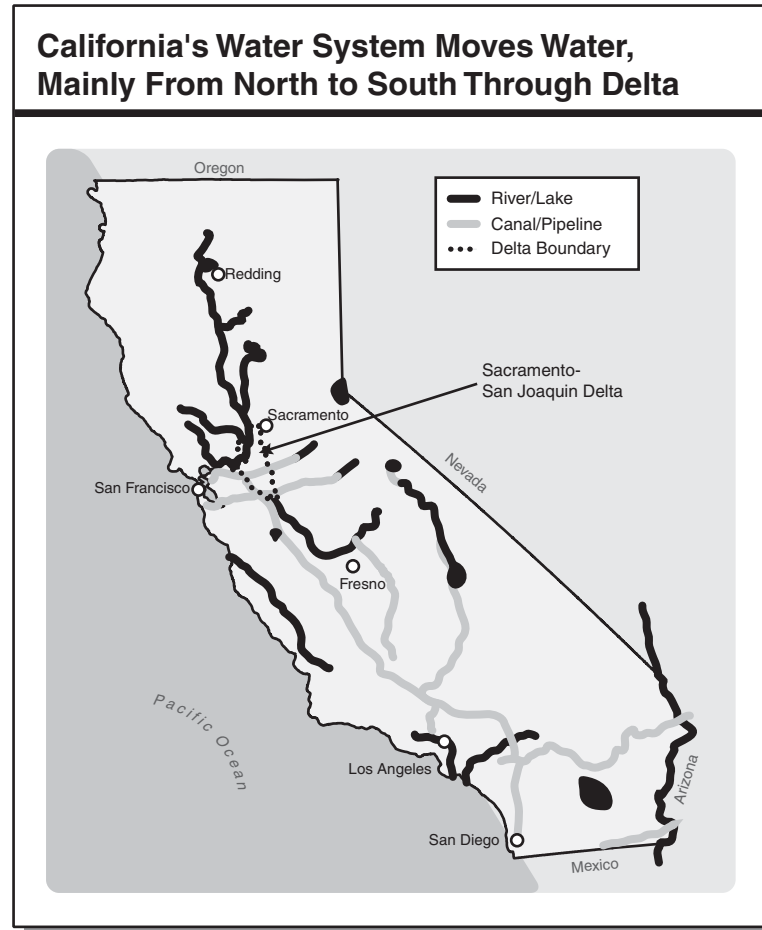 California's Water System Moves Water,
Mainly From North to South Through Delta
Oregon
River/Lake
Canal/Pipeline
Delta Boundary
Redding
Sacramento-
San Joaquin Delta
Sacramento
Nevada
San Francisco
Fresno
Pacific Ocean
Los Angeles
Arizona
San Diego
Mexico